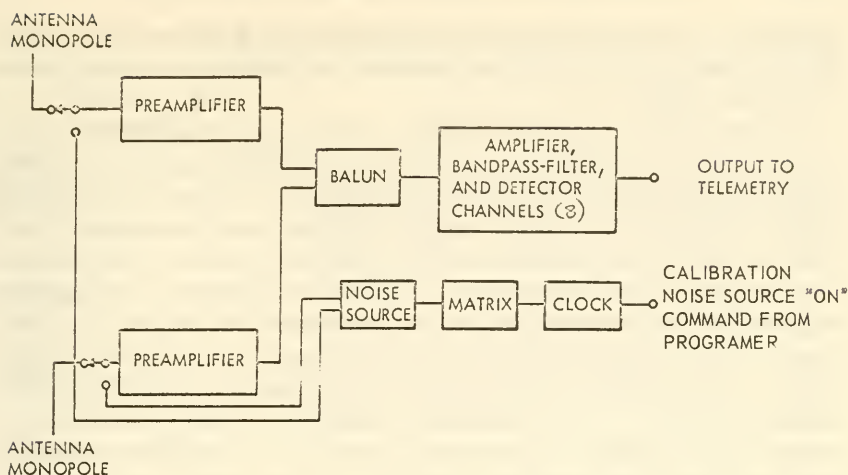 ANTENNA
MONOPOLE
PREAMPLIFIER
BALUN
AMPLIFIER,
BANDPASS-FILTER,
AND DETECTOR
CHANNELS (8)
OUTPUT TO
TELEMETRY
NOISE
SOURCE
MATRIX
CLOCK
CALIBRATION
NOISE SOURCE "ON"
COMMAND FROM
PROGRAMER
PREAMPLIFIER
ANTENNA
MONOPOLE